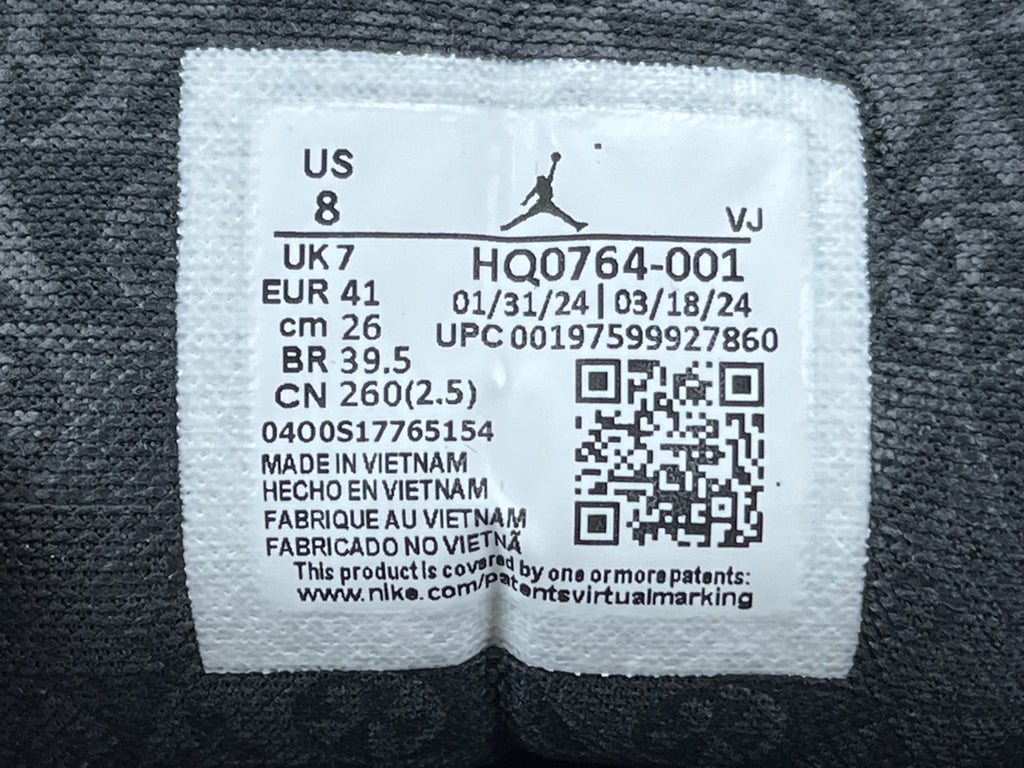 US
8
VJ
UK 7
HQ0764-001
EUR 41
01/31/24 | 03/18/24
cm 26
UPC 00197599927860
BR 39.5
CN 260(2.5)
04O0S17765154
MADE IN VIETNAM
HECHO EN VIETNAM
FABRIQUE AU VIETNAM
FABRICADO NO VIETNÃ
This product is covered by one or more patents:
www.nike.com/patentsvirtualmarking